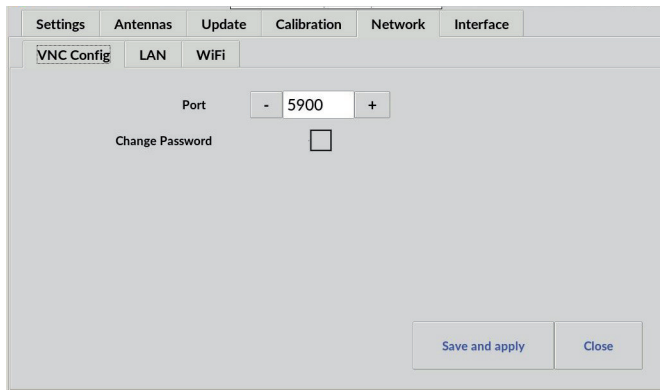 Settings Antennas Update Calibration Network Interface
VNC Config LAN WiFi
Port - 5900 +
Change Password
Save and apply Close